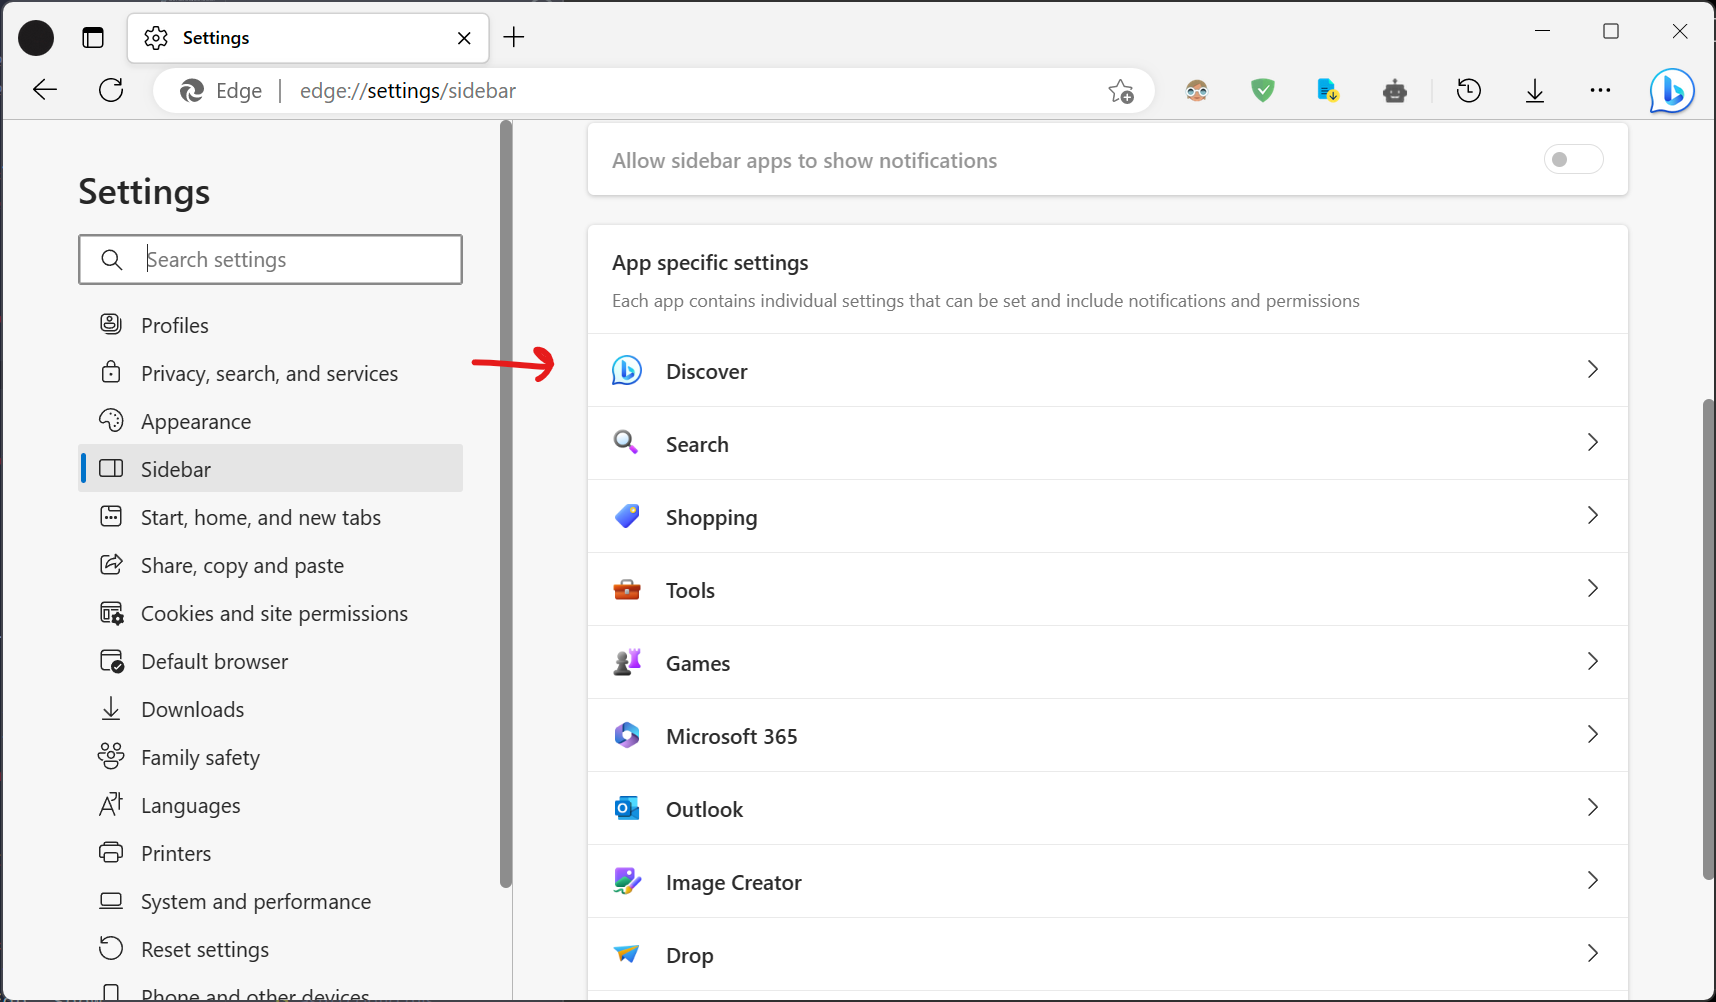 Settings
Edge
edge://settings/sidebar
Settings
Search settings
Profiles
Privacy, search, and services
Appearance
Sidebar
Start, home, and new tabs
Share, copy and paste
Cookies and site permissions
Default browser
Downloads
Family safety
Languages
Printers
System and performance
Reset settings
Phone and other devices
Allow sidebar apps to show notifications
App specific settings
Each app contains individual settings that can be set and include notifications and permissions
Discover
Search
Shopping
Tools
Games
Microsoft 365
Outlook
Image Creator
Drop